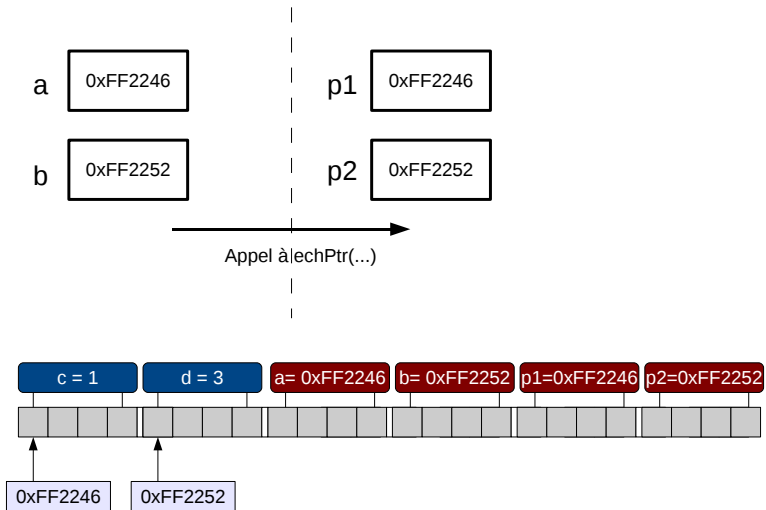 a
0xFF2246
p1
0xFF2246
b
0xFF2252
p2
0xFF2252
Appel à echPtr(...)
c = 1
d = 3
a= 0xFF2246
b= 0xFF2252
p1=0xFF2246
p2=0xFF2252
0xFF2246
0xFF2252